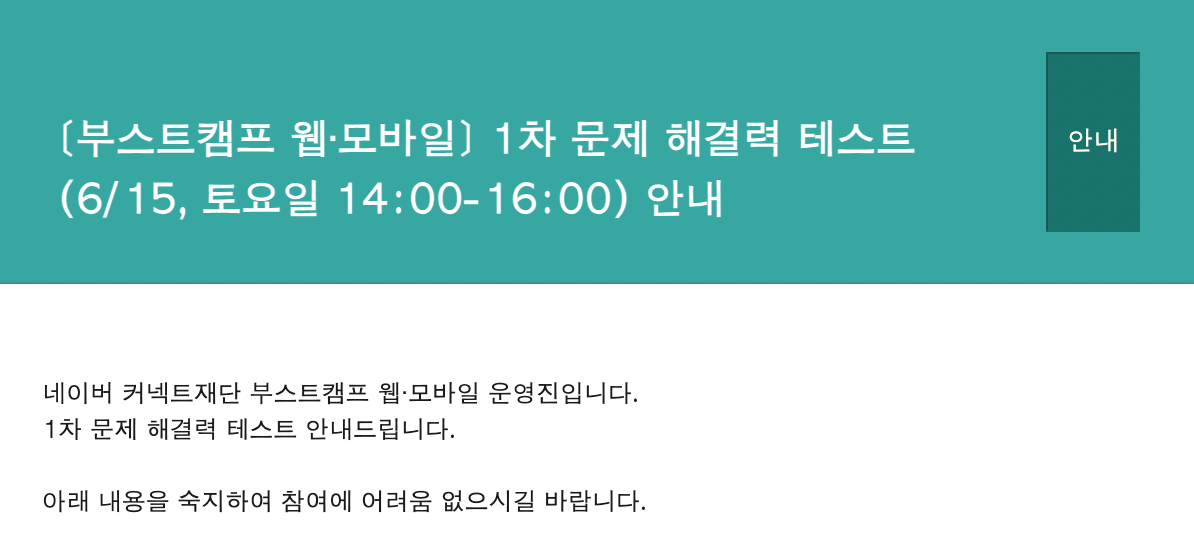 〔부스트캠프 웹·모바일〕 1차 문제 해결력 테스트
(6/15, 토요일 14:00-16:00) 안내
안내
네이버 커넥트재단 부스트캠프 웹·모바일 운영진입니다.
1차 문제 해결력 테스트 안내드립니다.
아래 내용을 숙지하여 참여에 어려움 없으시길 바랍니다.